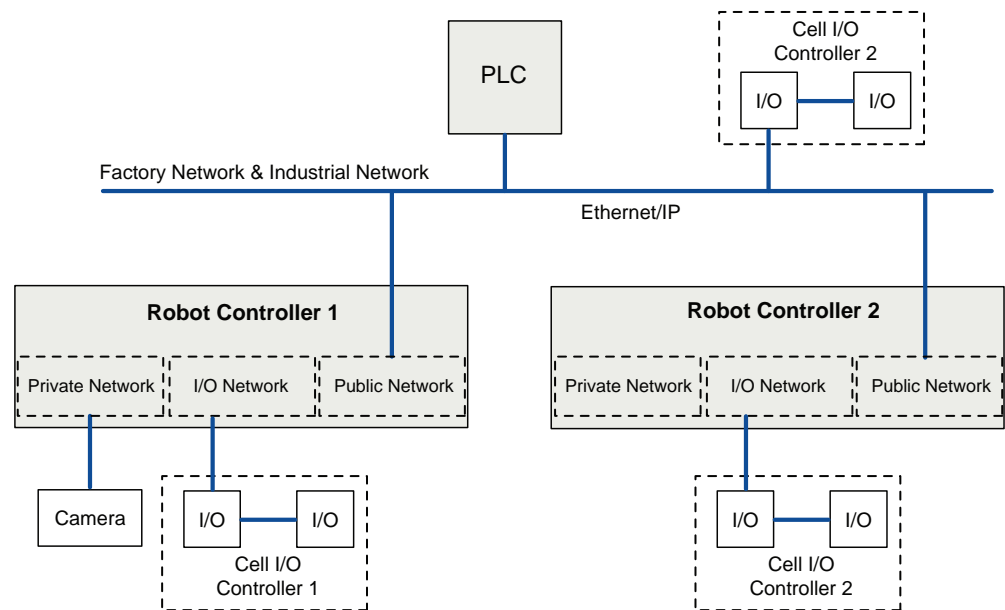 Cell I/O
Controller 2
PLC
I/O
I/O
Factory Network & Industrial Network
Ethernet/IP
Robot Controller 1
Private Network
I/O Network
Public Network
Robot Controller 2
Private Network
I/O Network
Public Network
Camera
I/O
I/O
Cell I/O
Controller 1
I/O
I/O
Cell I/O
Controller 2